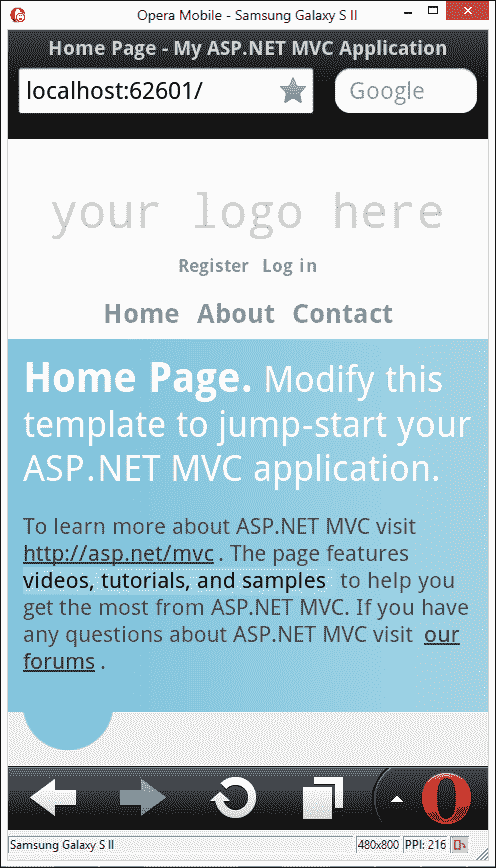 Opera Mobile - Samsung Galaxy S II
Home Page - My ASP.NET MVC Application
localhost:62601/ Google
your logo here
Register Log in
Home About Contact
Home Page. Modify this
template to jump-start your
ASP.NET MVC application.
To learn more about ASP.NET MVC visit
http://asp.net/mvc . The page features
videos, tutorials, and samples to help you
get the most from ASP.NET MVC. If you have
any questions about ASP.NET MVC visit our
forums .
Samsung Galaxy S II 480x800 PPI: 216